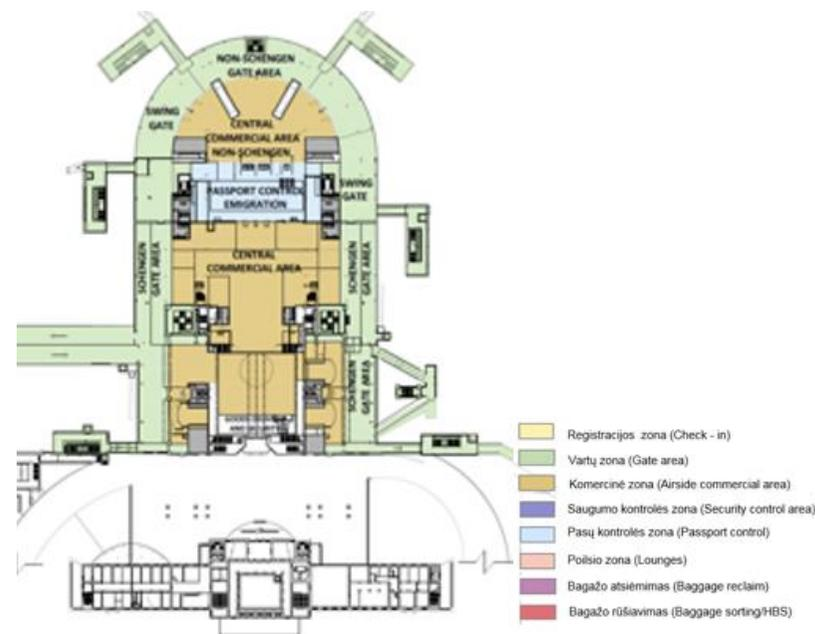 NON-SCHENGEN
GATE AREA
SWING
GATE
CENTRAL
COMMERCIAL AREA
NON-SCHENGEN
PASSPORT CONTROL
EMIGRATION
SWING
GATE
SCHENGEN
GATE AREA
CENTRAL
COMMERCIAL AREA
SCHENGEN
GATE AREA
SCHENGEN
GATE AREA
Registracijos zona (Check - in)
Vartų zona (Gate area)
Komercinė zona (Airside commercial area)
Saugumo kontrolės zona (Security control area)
Pasų kontrolės zona (Passport control)
Poilsio zona (Lounges)
Bagažo atsiėmimas (Baggage reclaim)
Bagažo rūšiavimas (Baggage sorting/HBS)